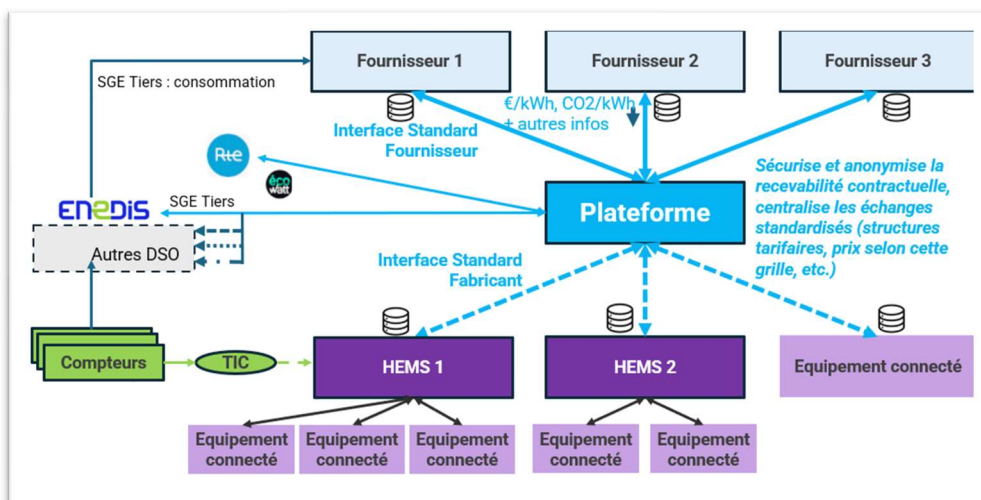 Fournisseur 1
Fournisseur 2
Fournisseur 3
SGE Tiers : consommation
€/kWh, CO2/kWh
+ autres infos
Interface Standard
Fournisseur
Rte
éco
watt
Sécurise et anonymise la
recevabilité contractuelle,
centralise les échanges
standardisés (structures
tarifaires, prix selon cette
grille, etc.)
ENEDIS
SGE Tiers
Plateforme
Autres DSO
Interface Standard
Fabricant
Compteurs
TIC
HEMS 1
HEMS 2
Equipement connecté
Equipement
connecté
Equipement
connecté
Equipement
connecté
Equipement
connecté
Equipement
connecté